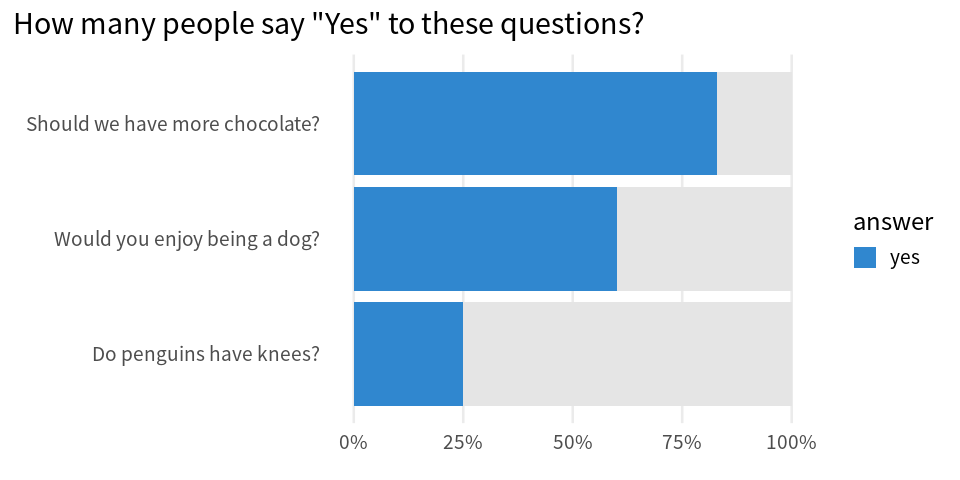 How many people say "Yes" to these questions?
Should we have more chocolate?
Would you enjoy being a dog?
Do penguins have knees?
0% 25% 50% 75% 100%
answer
yes